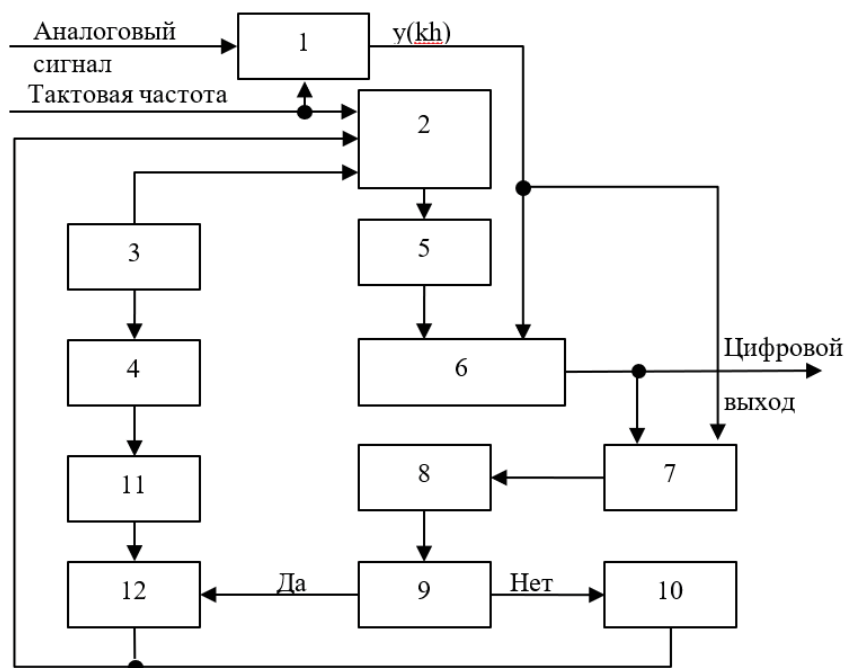 Аналоговый
сигнал
1
y(kh)
Тактовая частота
2
3
5
4
6
Цифровой
выход
11
8
7
12
Да
9
Нет
10